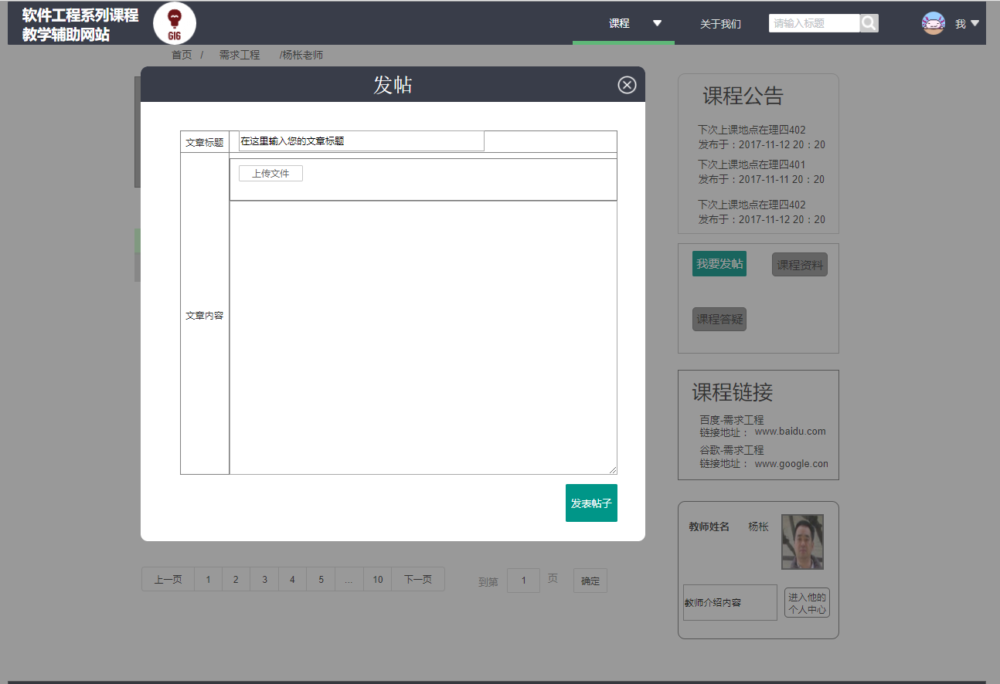 软件工程系列课程
教学辅助网站
GIG
课程
关于我们
请输入标题
我
首页 / 需求工程 /杨枨老师
发帖
文章标题
在这里输入您的文章标题
上传文件
文章内容
发表帖子
上一页 1 2 3 4 5 ... 10 下一页
到第 1 页 确定
课程公告
下次上课地点在理四402
发布于：2017-11-12 20：20
下次上课地点在理四401
发布于：2017-11-11 20：20
下次上课地点在理四402
发布于：2017-11-12 20：20
我要发帖
课程资料
课程答疑
课程链接
百度-需求工程
链接地址： www.baidu.com
谷歌-需求工程
链接地址： www.google.con
教师姓名 杨枨
教师介绍内容
进入他的
个人中心